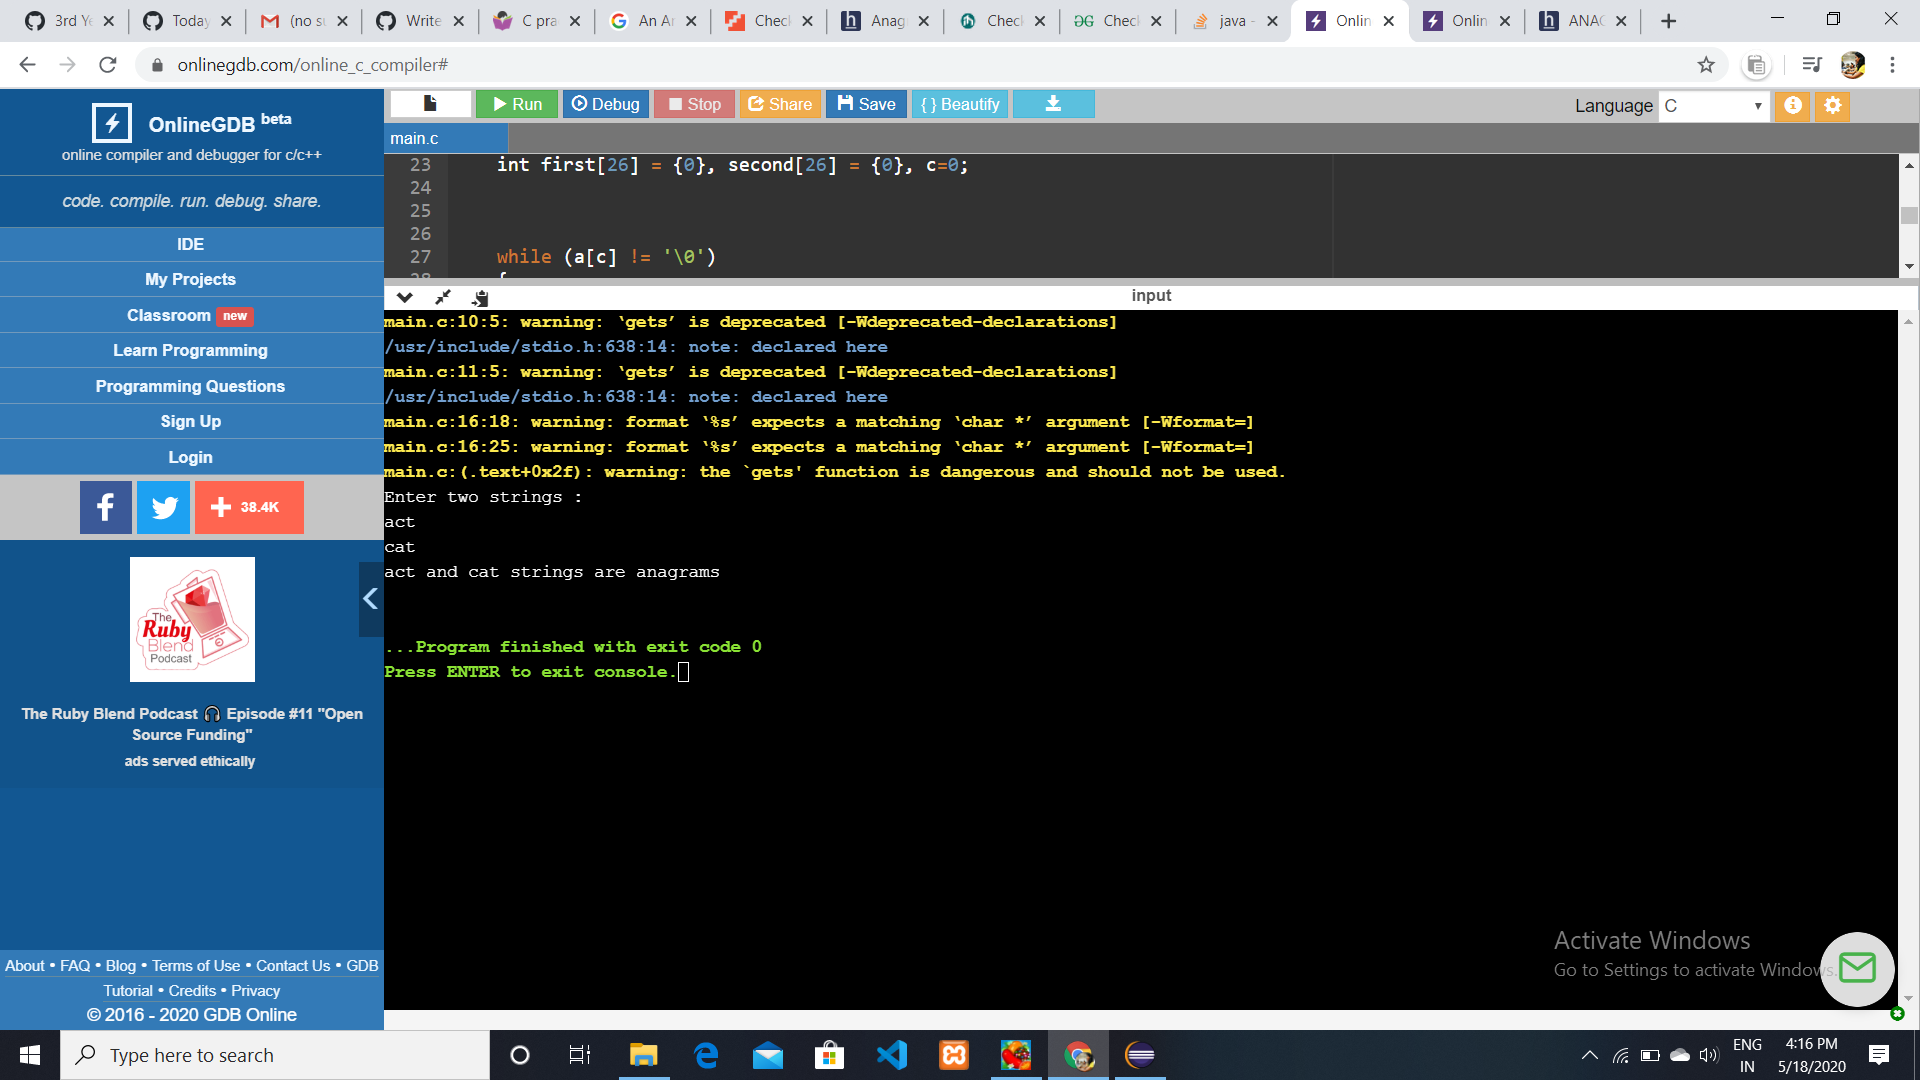 3rd Ye
Today
(no su
Write
C pra
An Ar
Check
Anag
Check
Check
java -
Onlin
Onlin
ANAG
onlinegdb.com/online_c_compiler#
OnlineGDB beta
online compiler and debugger for c/c++
code. compile. run. debug. share.
IDE
My Projects
Classroom new
Learn Programming
Programming Questions
Sign Up
Login
38.4K
The
Ruby
Blend
Podcast
The Ruby Blend Podcast 🎧 Episode #11 "Open
Source Funding"
ads served ethically
About • FAQ • Blog • Terms of Use • Contact Us • GDB
Tutorial • Credits • Privacy
© 2016 - 2020 GDB Online
Run Debug Stop Share Save { } Beautify
Language C
main.c
23 int first[26] = {0}, second[26] = {0}, c=0;
24
25
26
27 while (a[c] != '\0')
28 {
input
main.c:10:5: warning: ‘gets’ is deprecated [-Wdeprecated-declarations]
/usr/include/stdio.h:638:14: note: declared here
main.c:11:5: warning: ‘gets’ is deprecated [-Wdeprecated-declarations]
/usr/include/stdio.h:638:14: note: declared here
main.c:16:18: warning: format ‘%s’ expects a matching ‘char *’ argument [-Wformat=]
main.c:16:25: warning: format ‘%s’ expects a matching ‘char *’ argument [-Wformat=]
main.c:(.text+0x2f): warning: the `gets' function is dangerous and should not be used.
Enter two strings :
act
cat
act and cat strings are anagrams
...Program finished with exit code 0
Press ENTER to exit console.
Activate Windows
Go to Settings to activate Windows.
Type here to search
ENG
IN
4:16 PM
5/18/2020